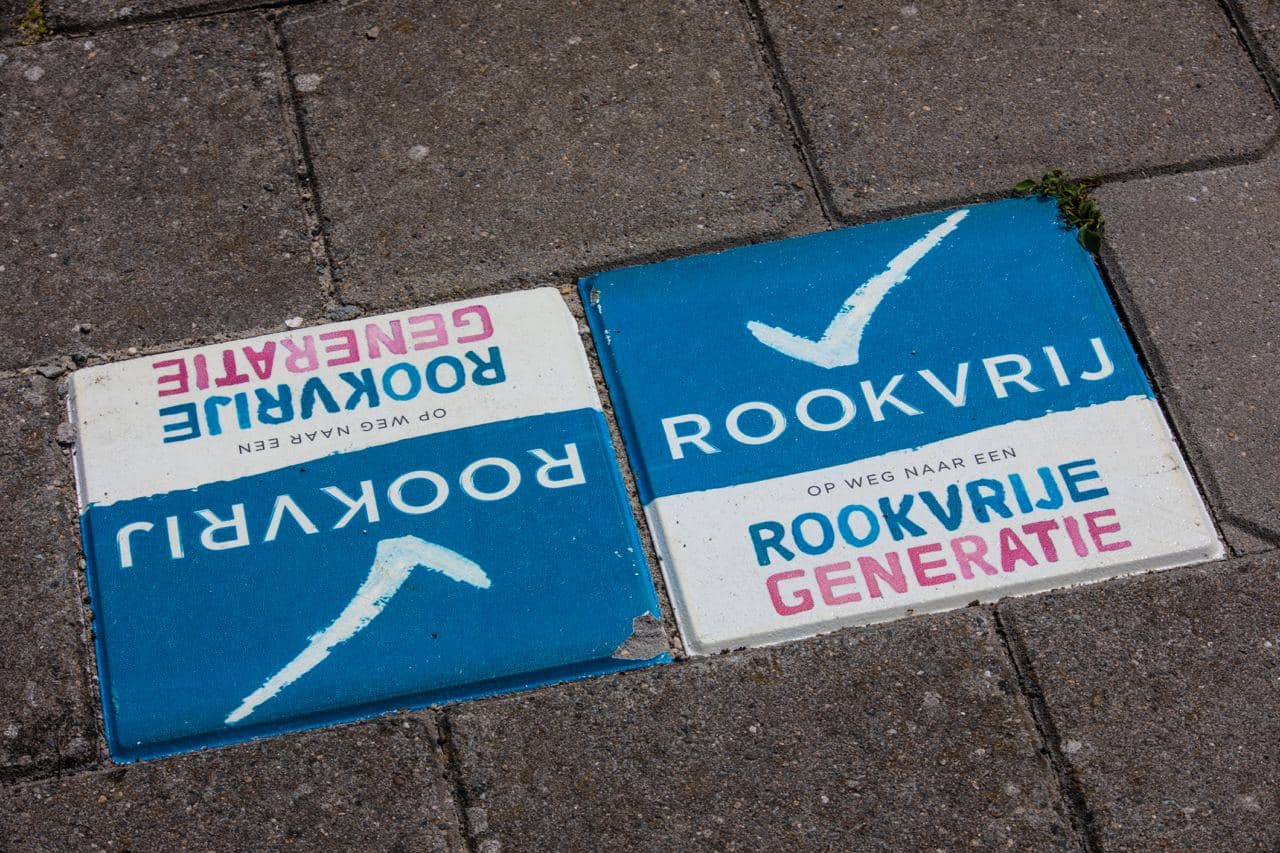 ROOKVRIJ
OP WEG NAAR EEN
ROOKVRIJE
GENERATIE
ROOKVRIJ
OP WEG NAAR EEN
ROOKVRIJE
GENERATIE